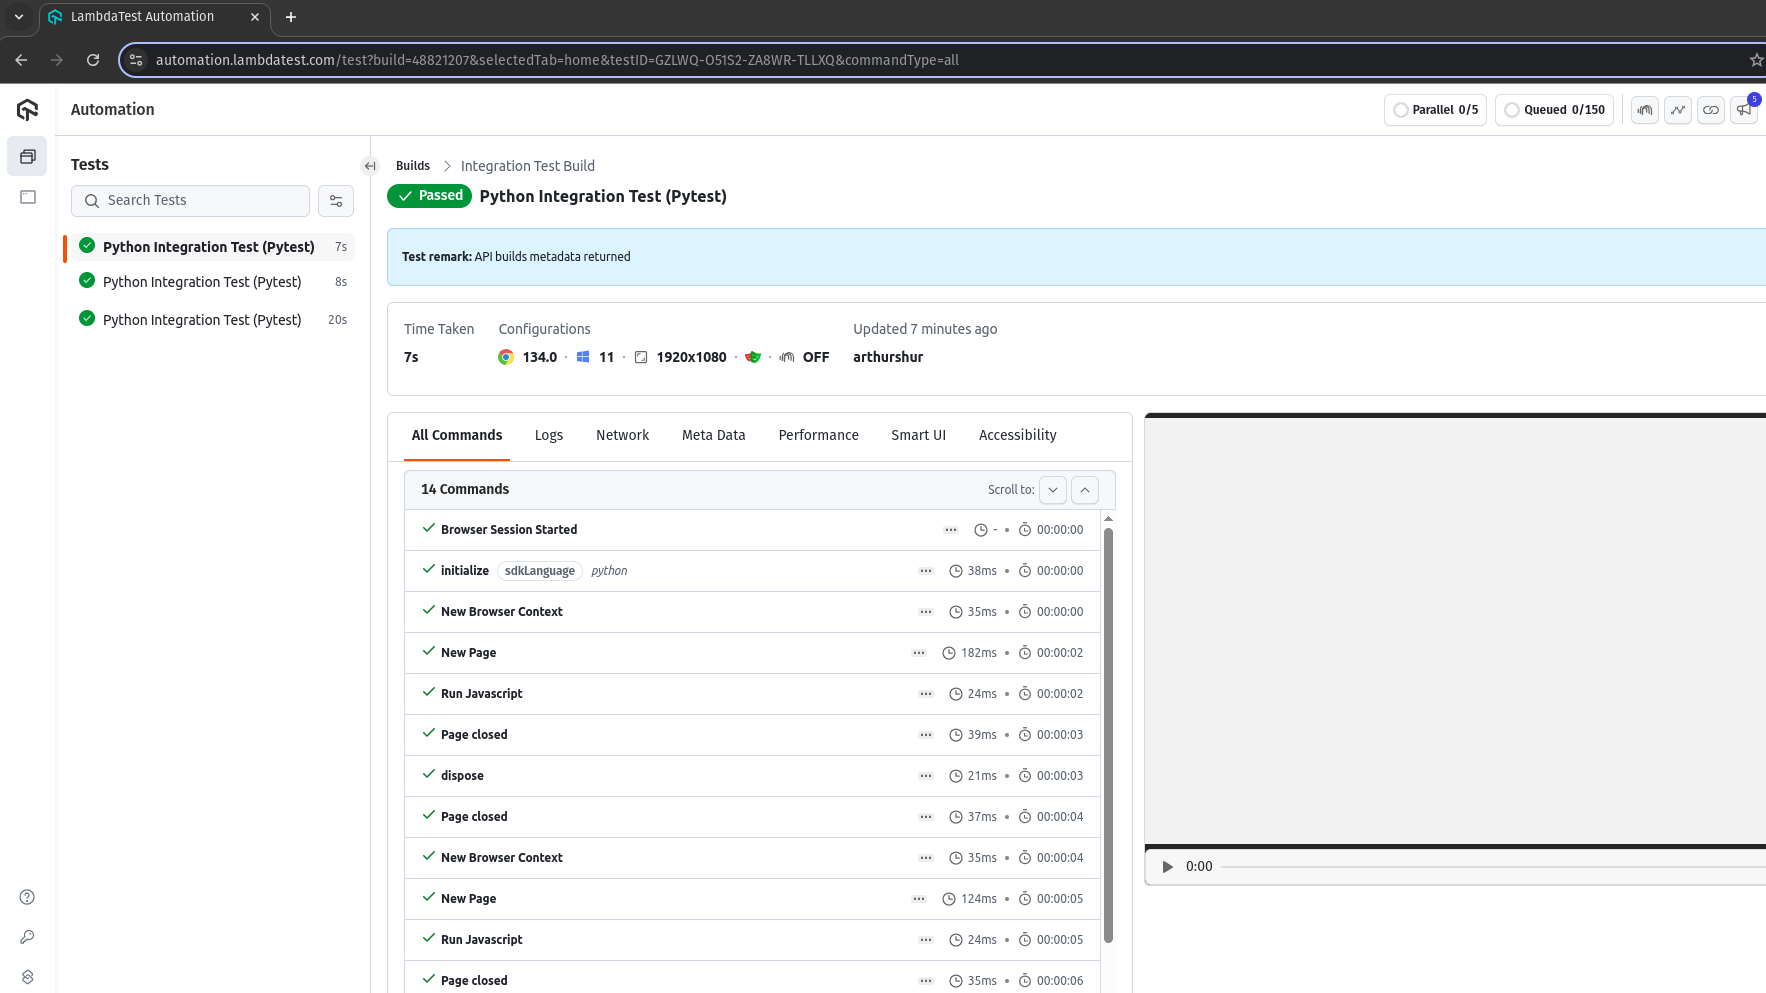 LambdaTest Automation
automation.lambdatest.com/test?build=48821207&selectedTab=home&testID=GZLWQ-O51S2-ZA8WR-TLLXQ&commandType=all
Automation
Parallel 0/5
Queued 0/150
5
Tests
Search Tests
Python Integration Test (Pytest) 7s
Python Integration Test (Pytest) 8s
Python Integration Test (Pytest) 20s
Builds > Integration Test Build
Passed Python Integration Test (Pytest)
Test remark: API builds metadata returned
Time Taken Configurations Updated 7 minutes ago
7s 134.0 · 11 · 1920x1080 · · OFF arthurshur
All Commands Logs Network Meta Data Performance Smart UI Accessibility
14 Commands Scroll to:
Browser Session Started ··· - • 00:00:00
initialize sdkLanguage python ··· 38ms • 00:00:00
New Browser Context ··· 35ms • 00:00:00
New Page ··· 182ms • 00:00:02
Run Javascript ··· 24ms • 00:00:02
Page closed ··· 39ms • 00:00:03
dispose ··· 21ms • 00:00:03
Page closed ··· 37ms • 00:00:04
New Browser Context ··· 35ms • 00:00:04
New Page ··· 124ms • 00:00:05
Run Javascript ··· 24ms • 00:00:05
Page closed ··· 35ms • 00:00:06
0:00